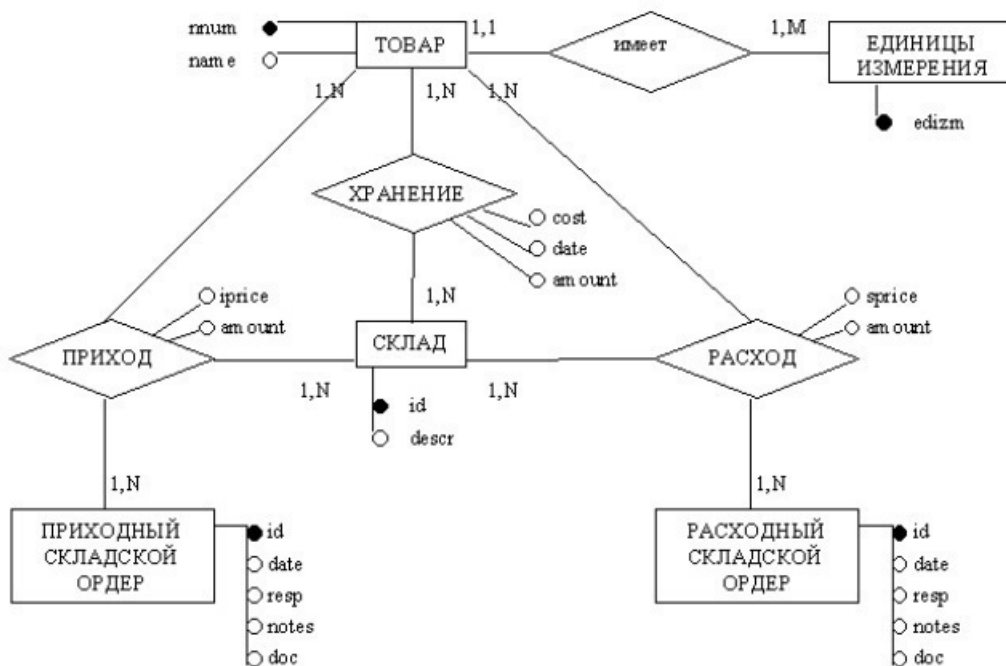 nnum
name
ТОВАР
1,1
имеет
1,M
ЕДИНИЦЫ
ИЗМЕРЕНИЯ
edizm
1,N
1,N
1,N
ХРАНЕНИЕ
cost
date
amount
1,N
iprice
amount
ПРИХОД
СКЛАД
sprice
amount
РАСХОД
1,N
1,N
id
descr
1,N
1,N
ПРИХОДНЫЙ
СКЛАДСКОЙ
ОРДЕР
id
date
resp
notes
doc
РАСХОДНЫЙ
СКЛАДСКОЙ
ОРДЕР
id
date
resp
notes
doc